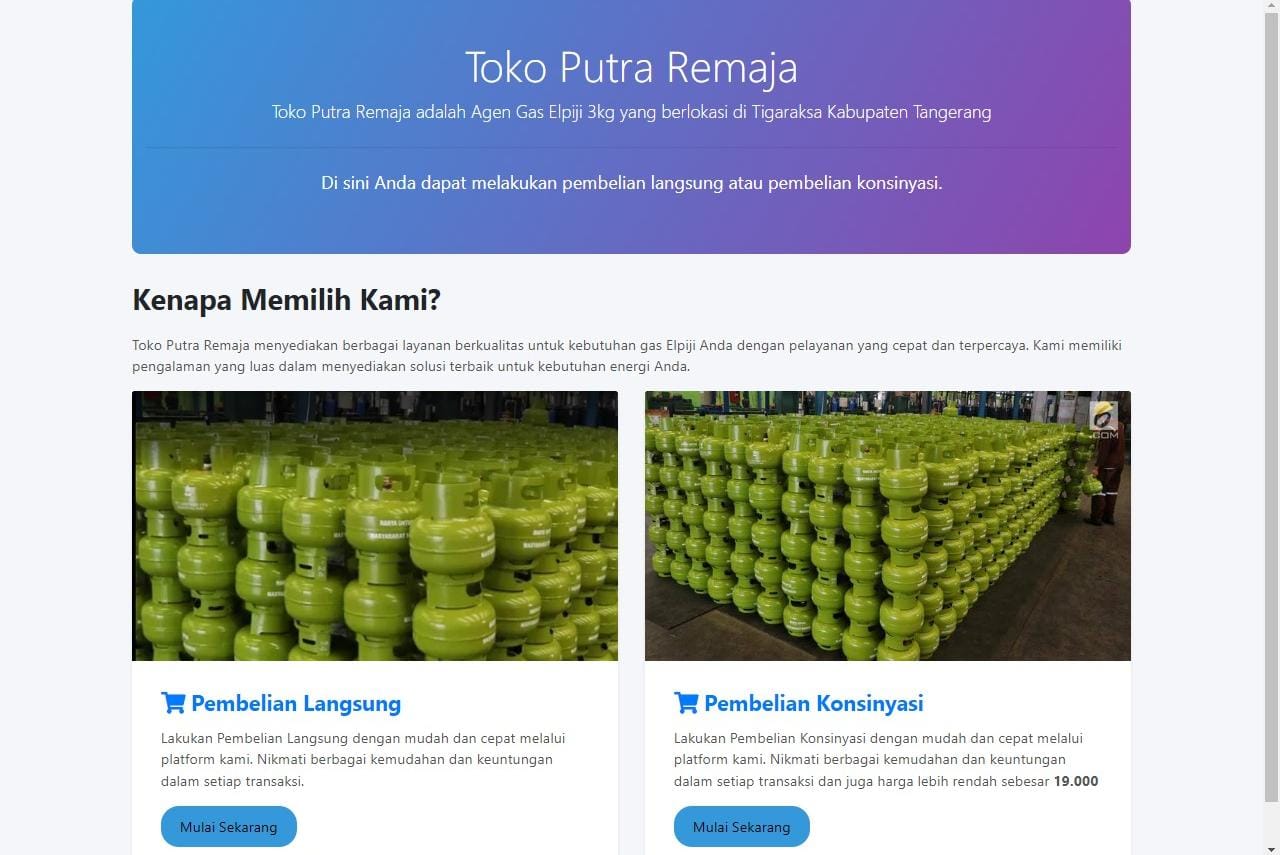 Toko Putra Remaja
Toko Putra Remaja adalah Agen Gas Elpiji 3kg yang berlokasi di Tigaraksa Kabupaten Tangerang
Di sini Anda dapat melakukan pembelian langsung atau pembelian konsinyasi.
Kenapa Memilih Kami?
Toko Putra Remaja menyediakan berbagai layanan berkualitas untuk kebutuhan gas Elpiji Anda dengan pelayanan yang cepat dan terpercaya. Kami memiliki
pengalaman yang luas dalam menyediakan solusi terbaik untuk kebutuhan energi Anda.
HANYA UNTUK
MASYARAKAT
.COM
Pembelian Langsung
Lakukan Pembelian Langsung dengan mudah dan cepat melalui
platform kami. Nikmati berbagai kemudahan dan keuntungan
dalam setiap transaksi.
Mulai Sekarang
Pembelian Konsinyasi
Lakukan Pembelian Konsinyasi dengan mudah dan cepat melalui
platform kami. Nikmati berbagai kemudahan dan keuntungan
dalam setiap transaksi dan juga harga lebih rendah sebesar 19.000
Mulai Sekarang